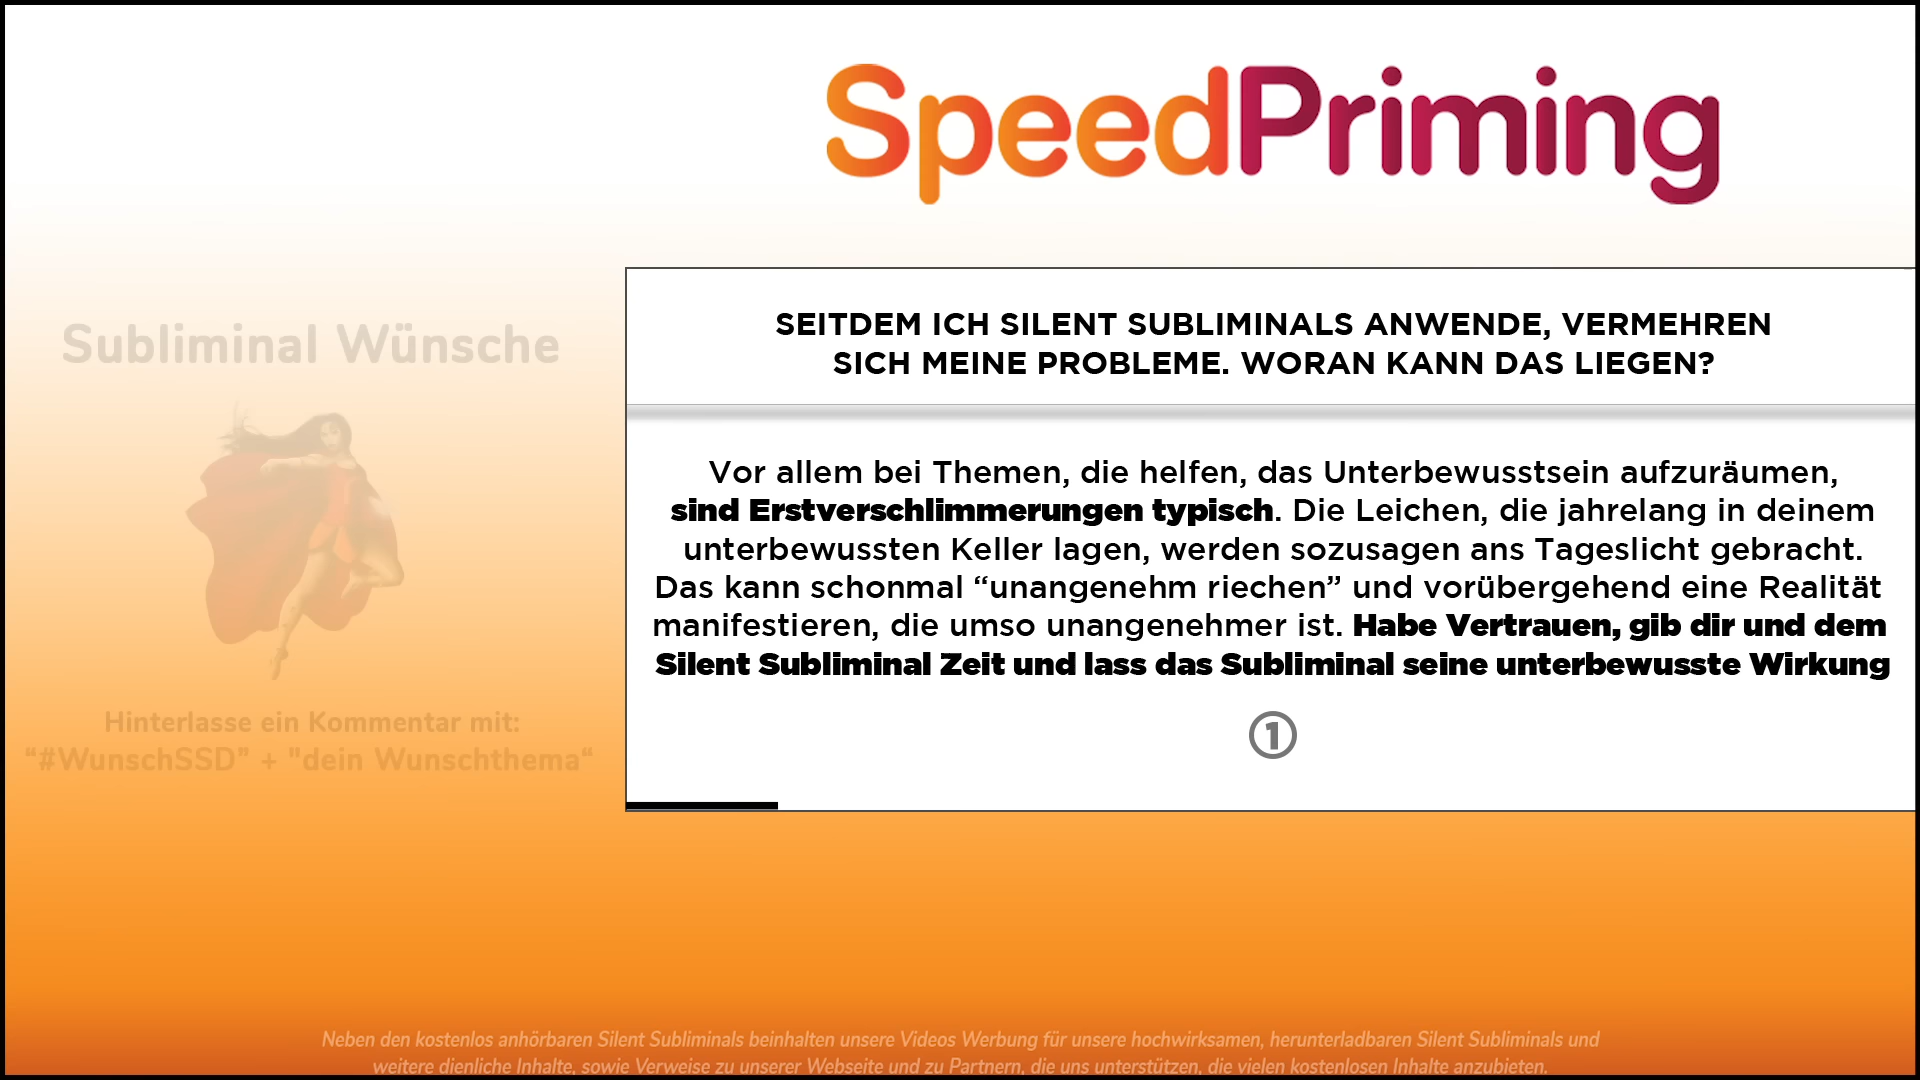 SpeedPriming
Subliminal Wünsche
Hinterlasse ein Kommentar mit:
“#WunschSSD” + "dein Wunschthema“
SEITDEM ICH SILENT SUBLIMINALS ANWENDE, VERMEHREN
SICH MEINE PROBLEME. WORAN KANN DAS LIEGEN?
Vor allem bei Themen, die helfen, das Unterbewusstsein aufzuräumen,
sind Erstverschlimmerungen typisch. Die Leichen, die jahrelang in deinem
unterbewussten Keller lagen, werden sozusagen ans Tageslicht gebracht.
Das kann schonmal “unangenehm riechen” und vorübergehend eine Realität
manifestieren, die umso unangenehmer ist. Habe Vertrauen, gib dir und dem
Silent Subliminal Zeit und lass das Subliminal seine unterbewusste Wirkung
①
Neben den kostenlos anhörbaren Silent Subliminals beinhalten unsere Videos Werbung für unsere hochwirksamen, herunterladbaren Silent Subliminals und
weitere dienliche Inhalte, sowie Verweise zu unserer Webseite und zu Partnern, die uns unterstützen, die vielen kostenlosen Inhalte anzubieten.